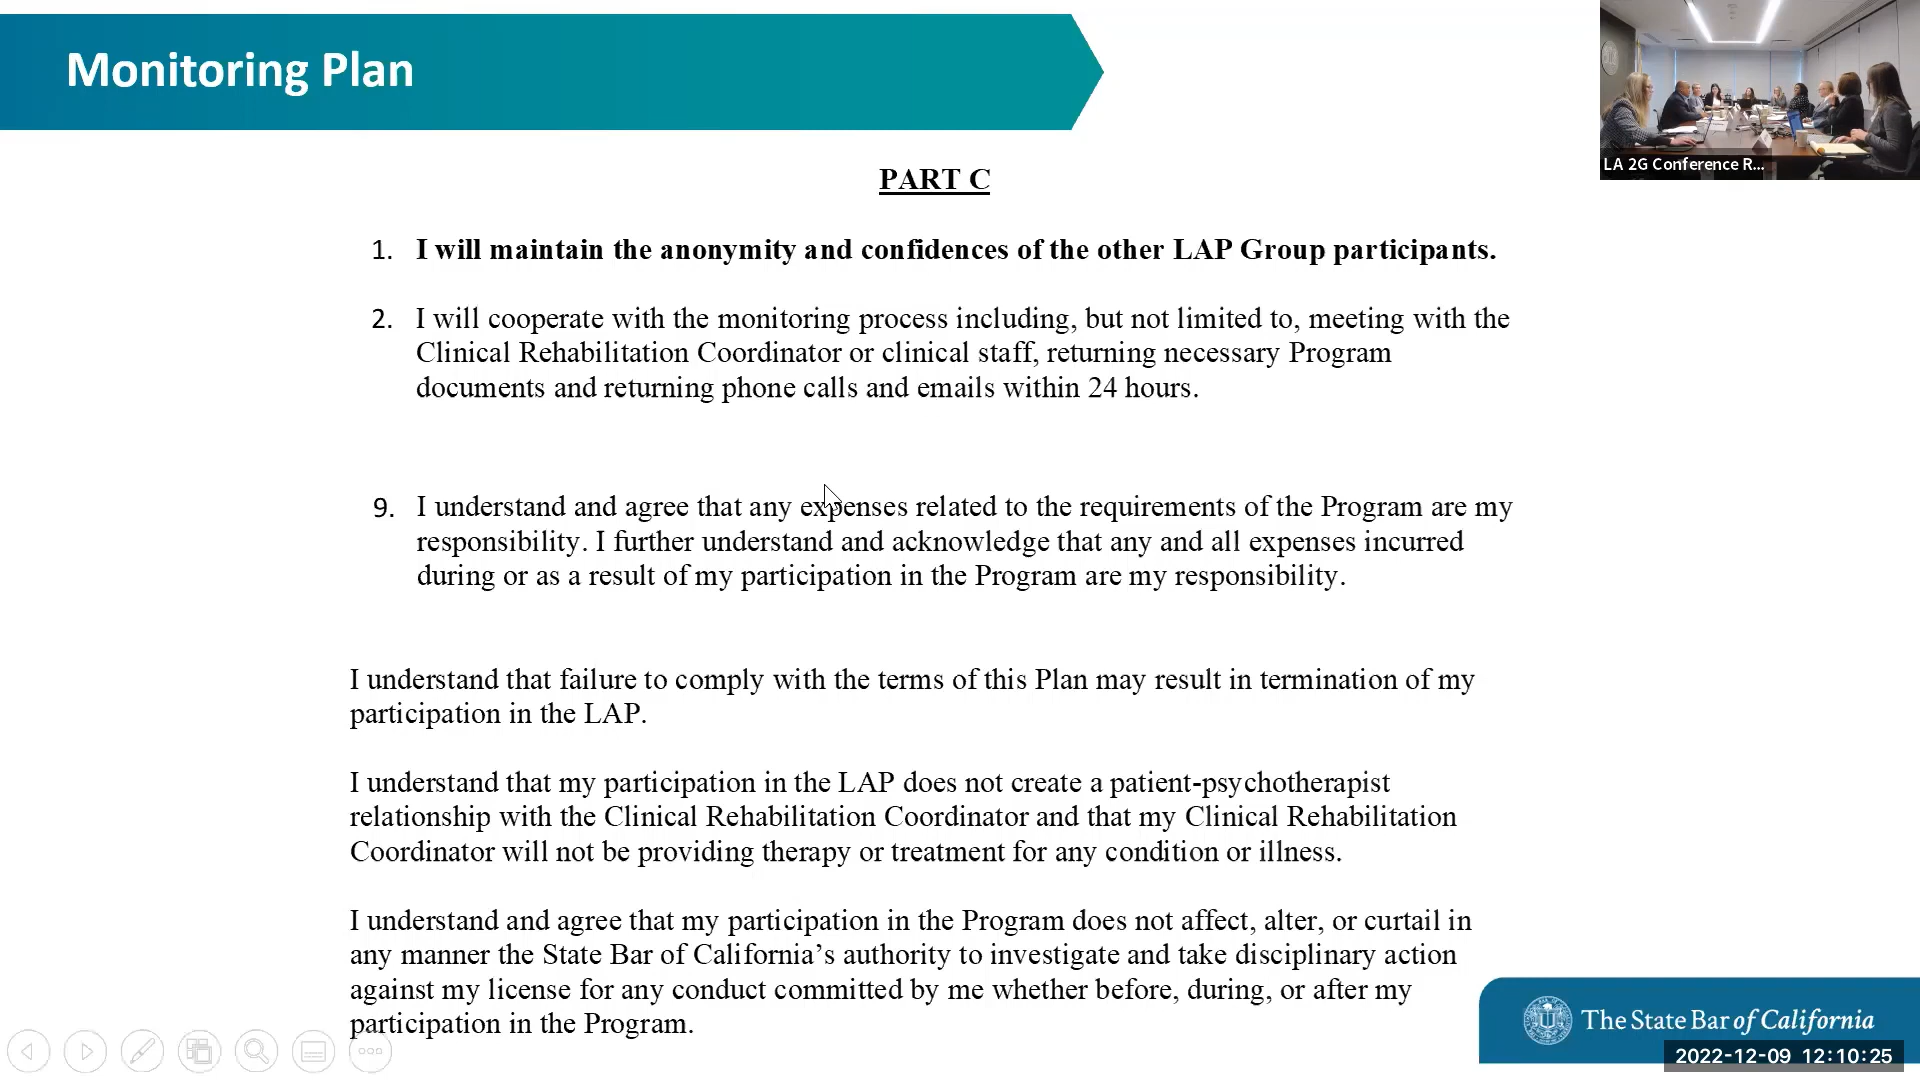 Monitoring Plan
LA 2G Conference R...
PART C
1. I will maintain the anonymity and confidences of the other LAP Group participants.
2. I will cooperate with the monitoring process including, but not limited to, meeting with the
Clinical Rehabilitation Coordinator or clinical staff, returning necessary Program
documents and returning phone calls and emails within 24 hours.
9. I understand and agree that any expenses related to the requirements of the Program are my
responsibility. I further understand and acknowledge that any and all expenses incurred
during or as a result of my participation in the Program are my responsibility.
I understand that failure to comply with the terms of this Plan may result in termination of my
participation in the LAP.
I understand that my participation in the LAP does not create a patient-psychotherapist
relationship with the Clinical Rehabilitation Coordinator and that my Clinical Rehabilitation
Coordinator will not be providing therapy or treatment for any condition or illness.
I understand and agree that my participation in the Program does not affect, alter, or curtail in
any manner the State Bar of California’s authority to investigate and take disciplinary action
against my license for any conduct committed by me whether before, during, or after my
participation in the Program.
The State Bar of California
2022-12-09 12:10:25